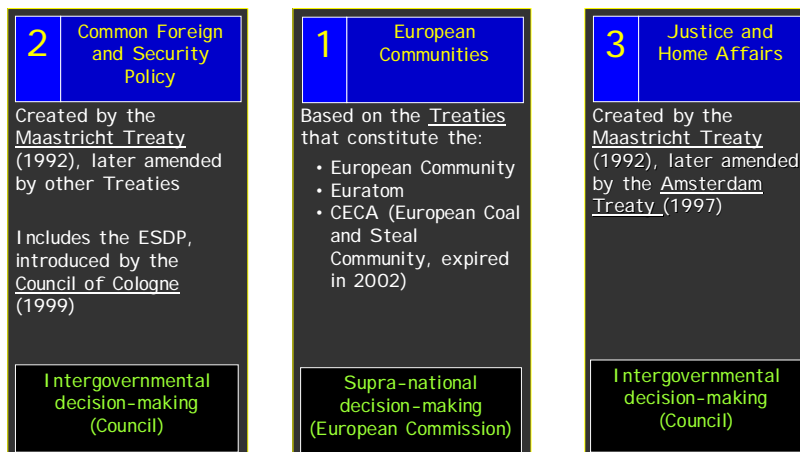 2
Common Foreign
and Security
Policy
Created by the
Maastricht Treaty
(1992), later amended
by other Treaties
Includes the ESDP,
introduced by the
Council of Cologne
(1999)
Intergovernmental
decision-making
(Council)
1
European
Communities
Based on the Treaties
that constitute the:
• European Community
• Euratom
• CECA (European Coal
and Steal
Community, expired
in 2002)
Supra-national
decision-making
(European Commission)
3
Justice and
Home Affairs
Created by the
Maastricht Treaty
(1992), later amended
by the Amsterdam
Treaty (1997)
Intergovernmental
decision-making
(Council)